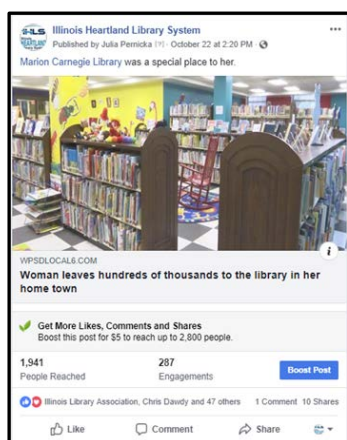 Illinois Heartland Library System
Published by Julia Pernicka [?] · October 22 at 2:20 PM ·
Marion Carnegie Library was a special place to her.
WPSDLOCAL6.COM
Woman leaves hundreds of thousands to the library in her
home town
Get More Likes, Comments and Shares
Boost this post for $5 to reach up to 2,800 people.
1,941 287
People Reached Engagements Boost Post
Illinois Library Association, Chris Dawdy and 47 others 1 Comment 10 Shares
Like Comment Share